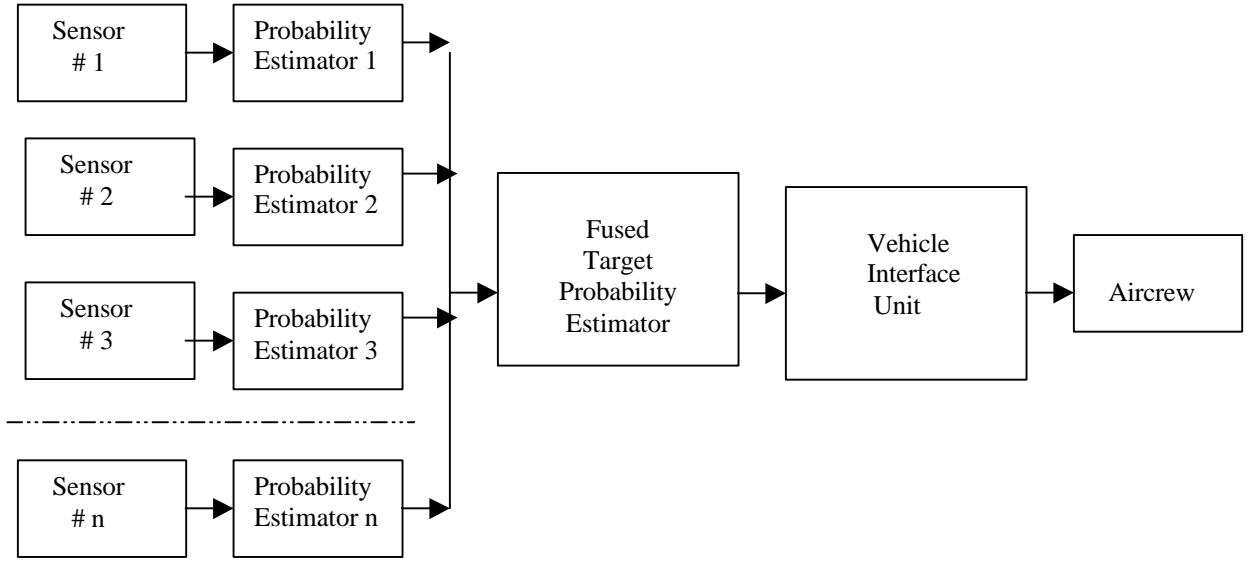 Sensor
# 1
Probability
Estimator 1
Sensor
# 2
Probability
Estimator 2
Sensor
# 3
Probability
Estimator 3
Sensor
# n
Probability
Estimator n
Fused
Target
Probability
Estimator
Vehicle
Interface
Unit
Aircrew